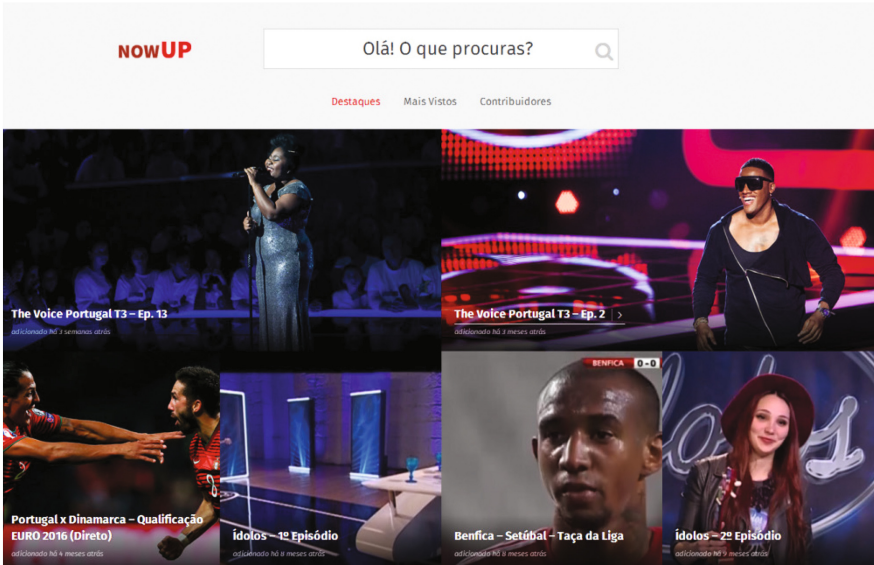 NOWUP
Olá! O que procuras?
Destaques Mais Vistos Contribuidores
The Voice Portugal T3 – Ep. 13
adicionado há 3 semanas atrás
The Voice Portugal T3 – Ep. 2
adicionado há 3 meses atrás
BENFICA 0-0
Portugal x Dinamarca – Qualificação
EURO 2016 (Direto)
adicionado há 4 meses atrás
Ídolos – 1º Episódio
adicionado há 8 meses atrás
Benfica – Setúbal – Taça da Liga
adicionado há 8 meses atrás
Ídolos – 2º Episódio
adicionado há 9 meses atrás